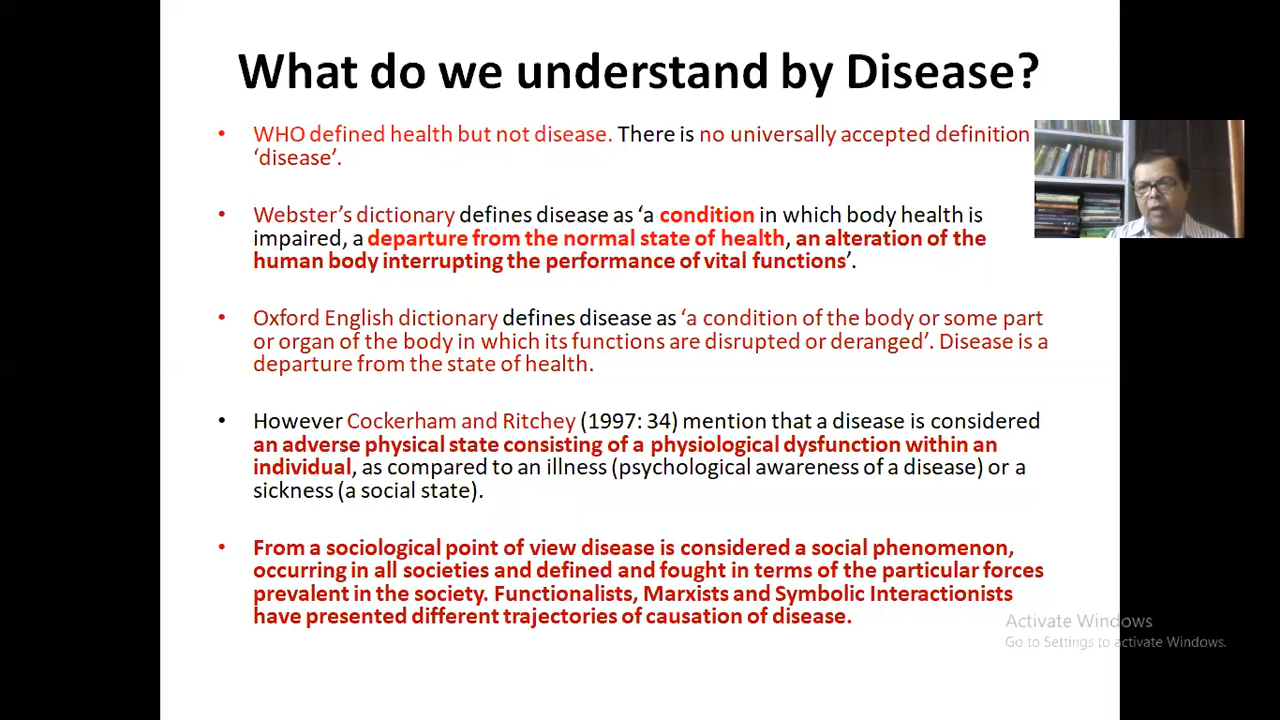 What do we understand by Disease?
• WHO defined health but not disease. There is no universally accepted definition
‘disease’.
• Webster’s dictionary defines disease as ‘a condition in which body health is
impaired, a departure from the normal state of health, an alteration of the
human body interrupting the performance of vital functions’.
• Oxford English dictionary defines disease as ‘a condition of the body or some part
or organ of the body in which its functions are disrupted or deranged’. Disease is a
departure from the state of health.
• However Cockerham and Ritchey (1997: 34) mention that a disease is considered
an adverse physical state consisting of a physiological dysfunction within an
individual, as compared to an illness (psychological awareness of a disease) or a
sickness (a social state).
• From a sociological point of view disease is considered a social phenomenon,
occurring in all societies and defined and fought in terms of the particular forces
prevalent in the society. Functionalists, Marxists and Symbolic Interactionists
have presented different trajectories of causation of disease.
Activate Windows
Go to Settings to activate Windows.